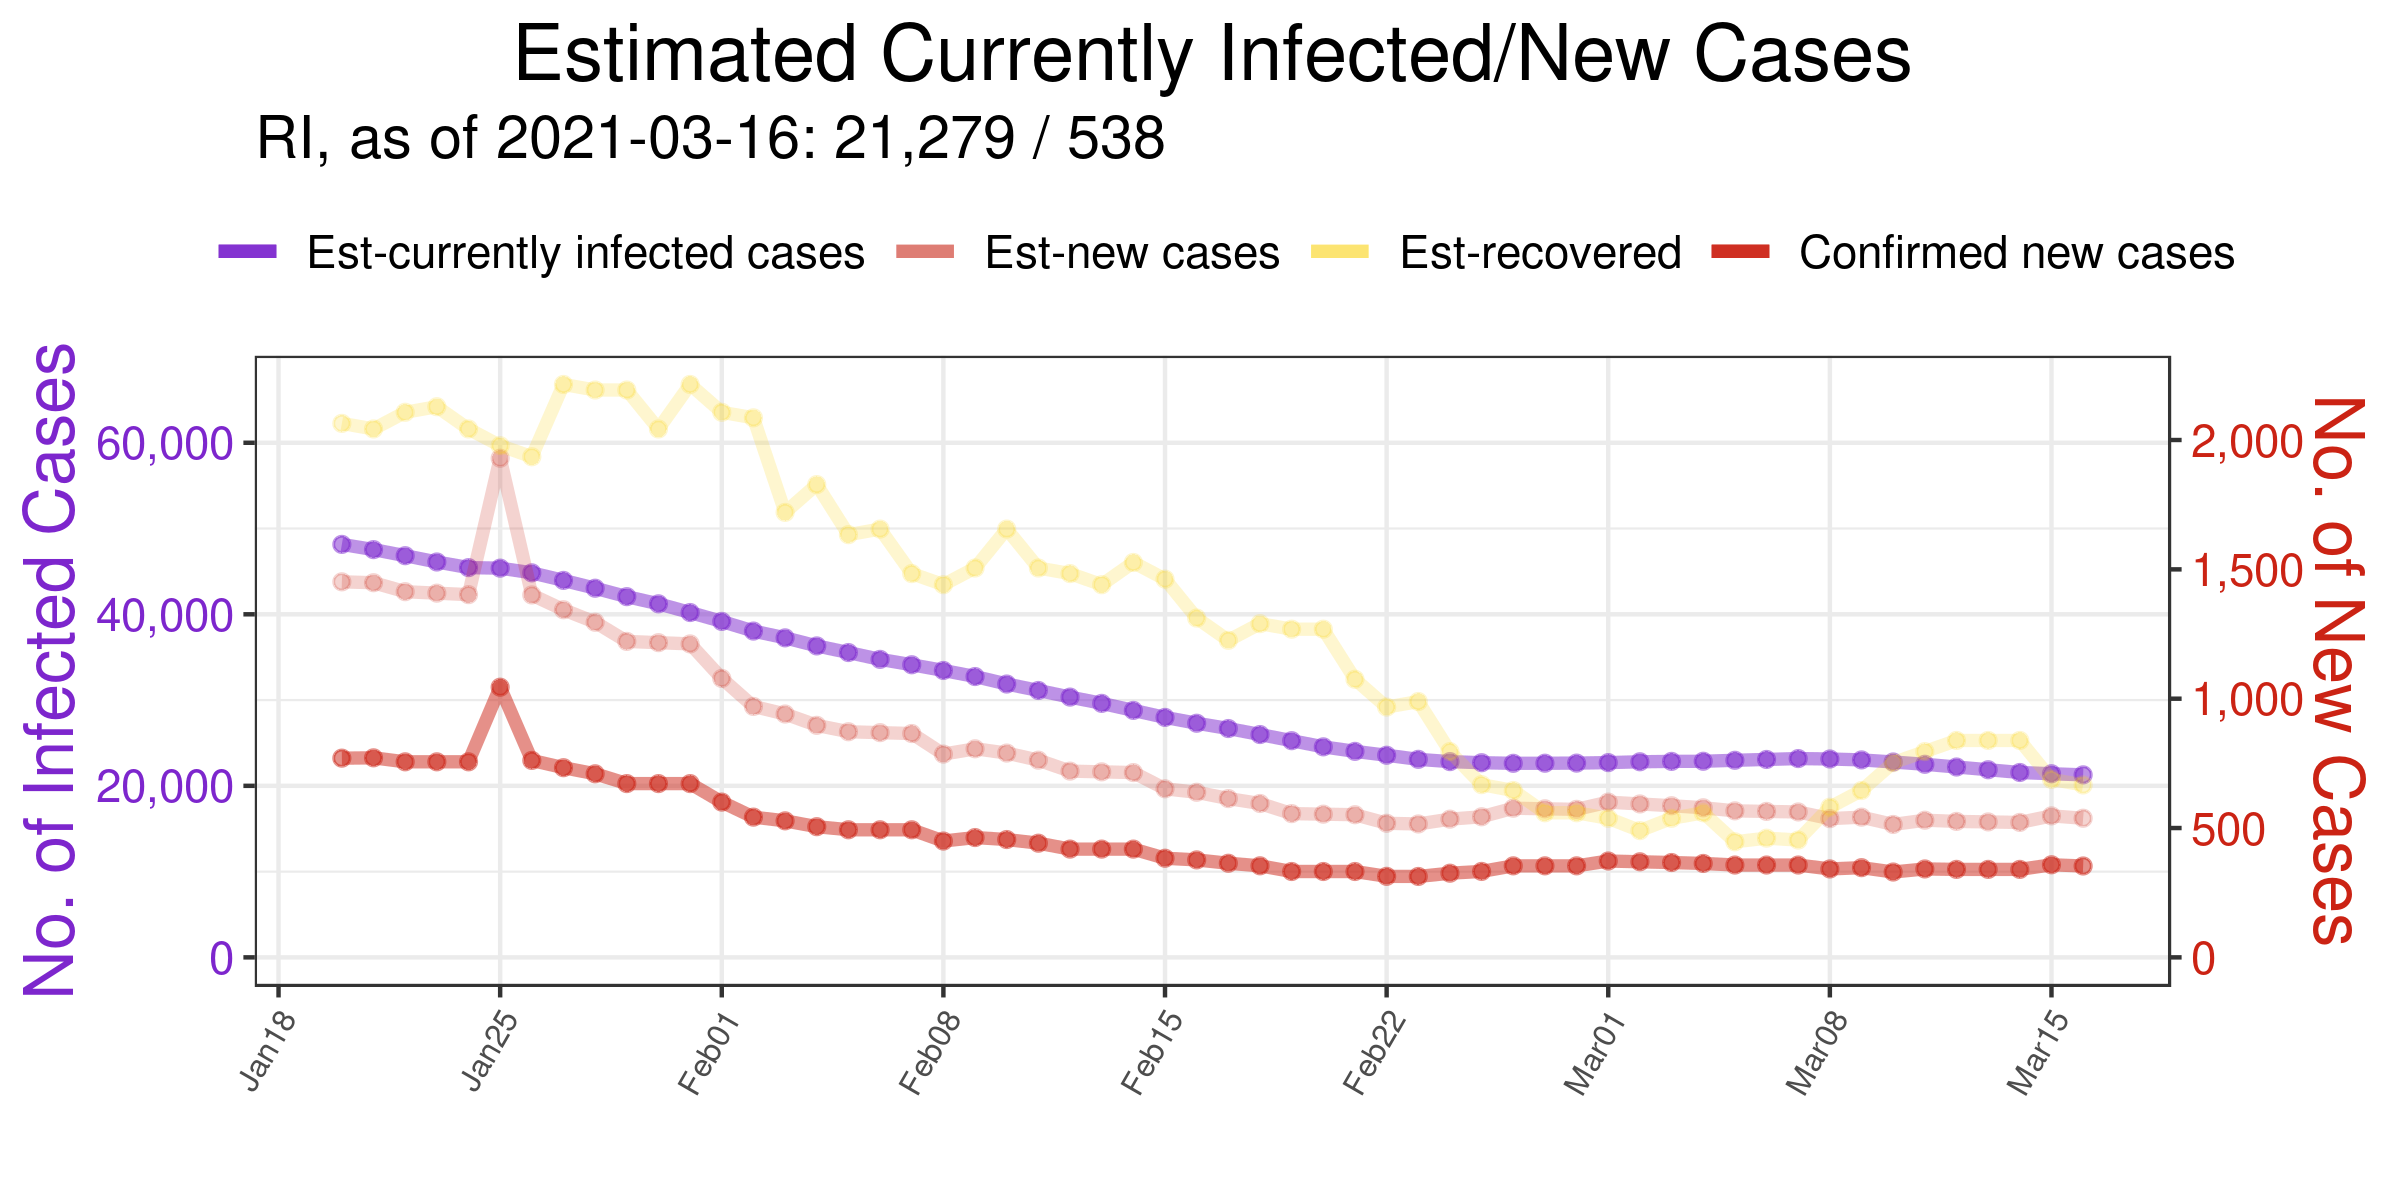 Estimated Currently Infected/New Cases
RI, as of 2021-03-16: 21,279 / 538
Est-currently infected cases Est-new cases Est-recovered Confirmed new cases
No. of Infected Cases
60,000
40,000
20,000
0
2,000
1,500
1,000
500
0
No. of New Cases
Jan18 Jan25 Feb01 Feb08 Feb15 Feb22 Mar01 Mar08 Mar15